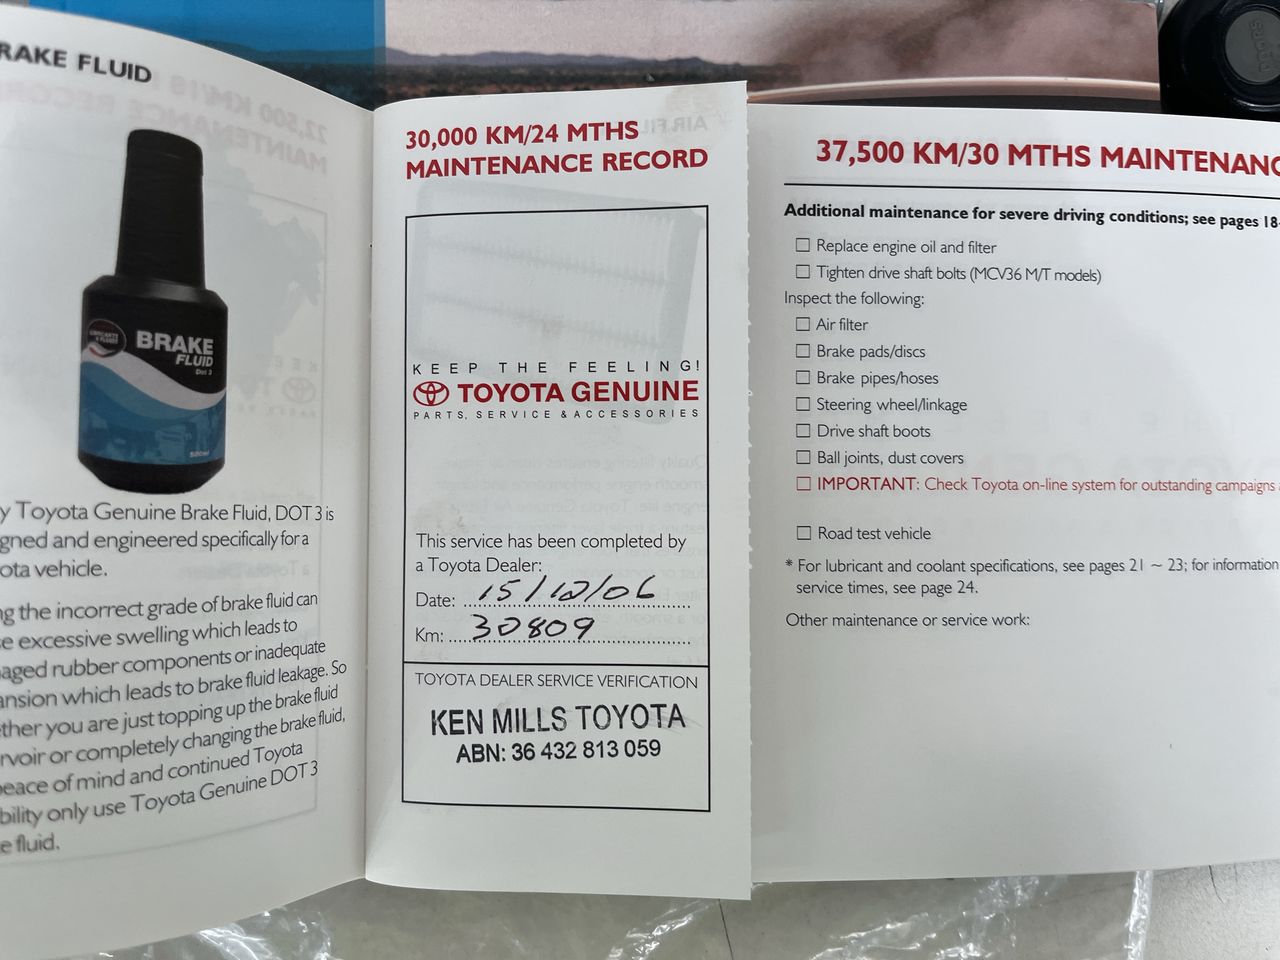 RAKE FLUID
BRAKE
FLUID
Dot 3
500ml
y Toyota Genuine Brake Fluid, DOT 3 is
gned and engineered specifically for a
ota vehicle.
ng the incorrect grade of brake fluid can
se excessive swelling which leads to
aged rubber components or inadequate
ansion which leads to brake fluid leakage. So
ether you are just topping up the brake fluid
rvoir or completely changing the brake fluid,
peace of mind and continued Toyota
bility only use Toyota Genuine DOT 3
e fluid.
30,000 KM/24 MTHS
MAINTENANCE RECORD
KEEP THE FEELING!
TOYOTA GENUINE
PARTS, SERVICE & ACCESSORIES
This service has been completed by
a Toyota Dealer:
Date: 15/12/06
Km: 30809
TOYOTA DEALER SERVICE VERIFICATION
KEN MILLS TOYOTA
ABN: 36 432 813 059
37,500 KM/30 MTHS MAINTENANC
Additional maintenance for severe driving conditions; see pages 18-
Replace engine oil and filter
Tighten drive shaft bolts (MCV36 M/T models)
Inspect the following:
Air filter
Brake pads/discs
Brake pipes/hoses
Steering wheel/linkage
Drive shaft boots
Ball joints, dust covers
IMPORTANT: Check Toyota on-line system for outstanding campaigns
Road test vehicle
* For lubricant and coolant specifications, see pages 21 ~ 23; for information
service times, see page 24.
Other maintenance or service work: